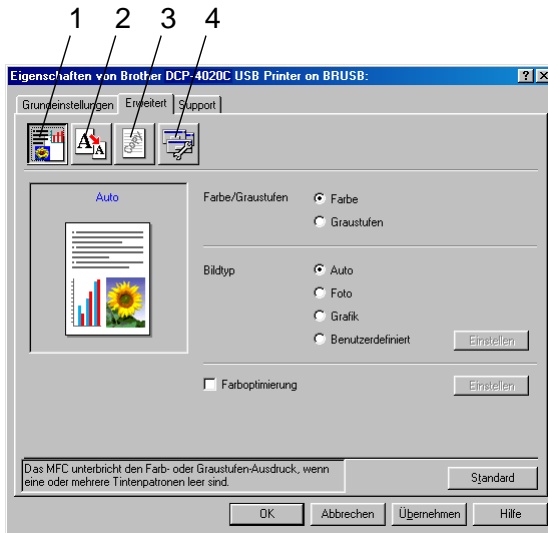 1 2 3 4
Eigenschaften von Brother DCP-4020C USB Printer on BRUSB:
Grundeinstellungen Erweitert Support
A A Copy
Auto
Farbe/Graustufen Farbe
Graustufen
Bildtyp Auto
Foto
Grafik
Benutzerdefiniert Einstellen
Farboptimierung Einstellen
Das MFC unterbricht den Farb- oder Graustufen-Ausdruck, wenn
eine oder mehrere Tintenpatronen leer sind.
Standard
OK Abbrechen Übernehmen Hilfe